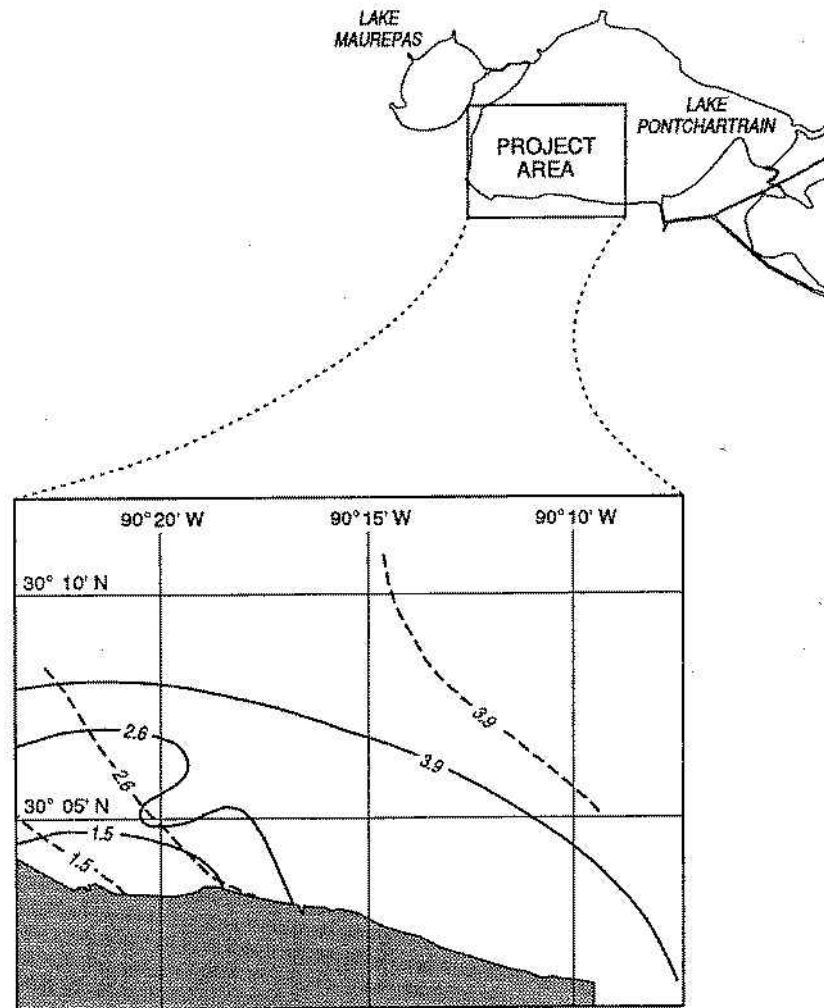 LAKE
MAUREPAS
LAKE
PONTCHARTRAIN
PROJECT
AREA
90°20' W
90°15' W
90°10' W
30° 10' N
3.9
2.6
3.9
2.6
30° 05' N
1.5
1.5